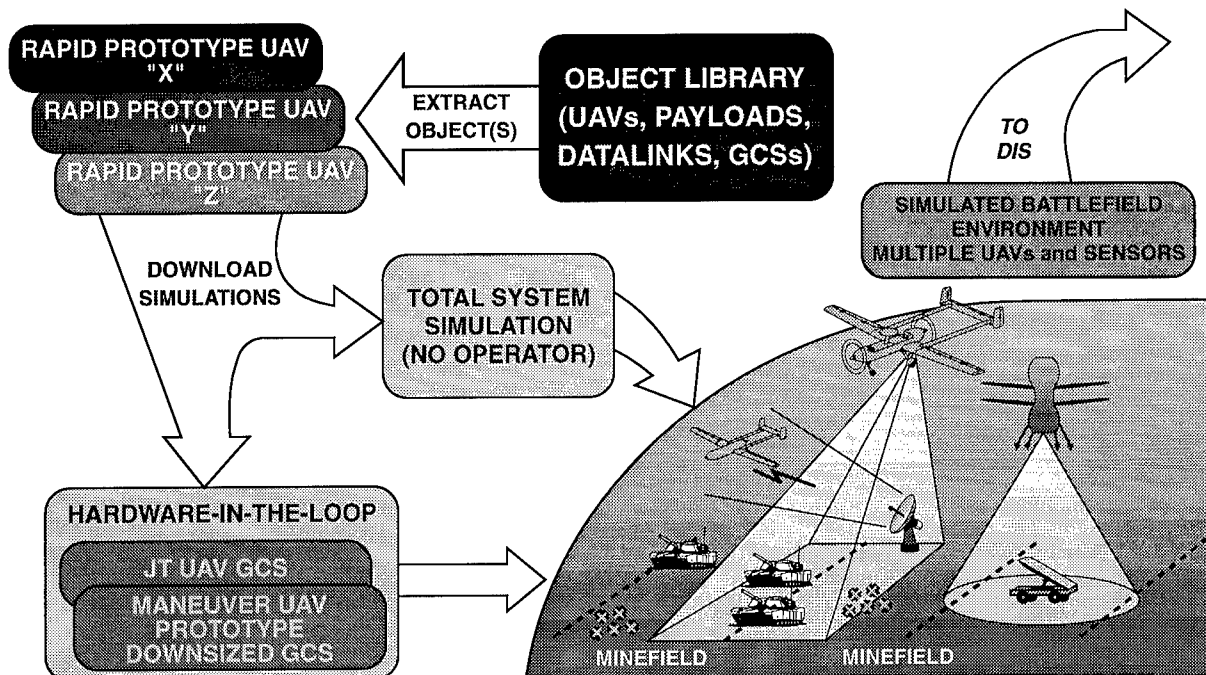 RAPID PROTOTYPE UAV
"X"
RAPID PROTOTYPE UAV
"Y"
RAPID PROTOTYPE UAV
"Z"
EXTRACT
OBJECT(S)
OBJECT LIBRARY
(UAVs, PAYLOADS,
DATALINKS, GCSs)
TO
DIS
SIMULATED BATTLEFIELD
ENVIRONMENT
MULTIPLE UAVs and SENSORS
DOWNLOAD
SIMULATIONS
TOTAL SYSTEM
SIMULATION
(NO OPERATOR)
HARDWARE-IN-THE-LOOP
JT UAV GCS
MANEUVER UAV
PROTOTYPE
DOWNSIZED GCS
MINEFIELD
MINEFIELD